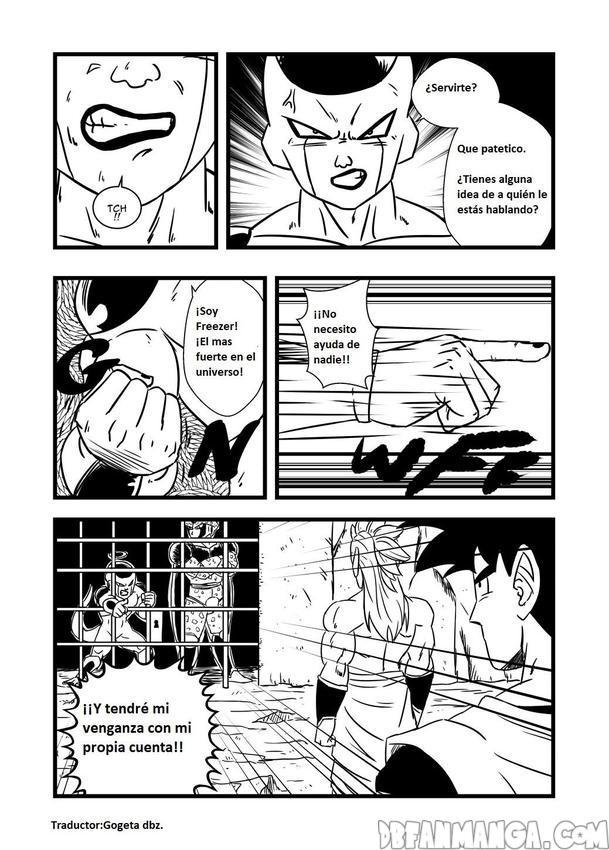 TCH
!!
¿Servirte?
Que patetico.
¿Tienes alguna
idea de a quién le
estás hablando?
¡Soy
Freezer!
¡El mas
fuerte en el
universo!
¡¡No
necesito
ayuda de
nadie!!
WFF
¡¡Y tendré mi
venganza con mi
propia cuenta!!
Traductor:Gogeta dbz.
DBFANMANGA.COM